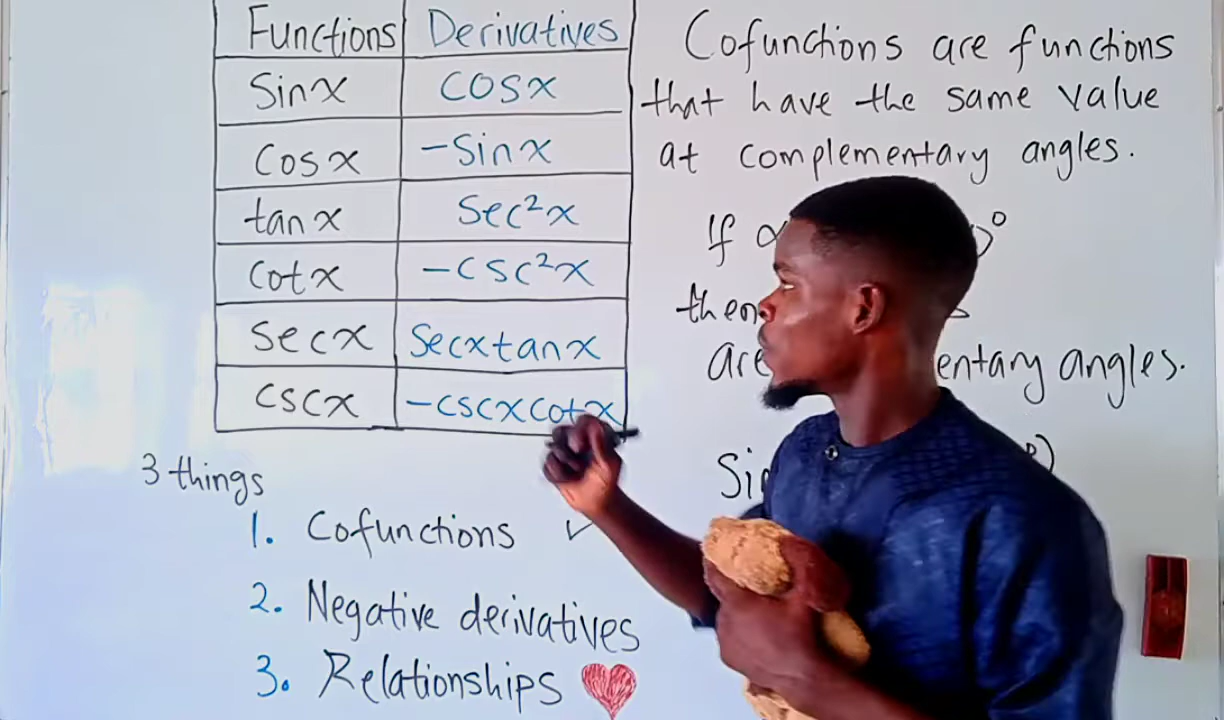 Functions Derivatives
Sinx cosx
Cosx -Sinx
tanx Sec²x
Cotx -csc²x
Secx Secxtanx
cscx -cscxcotx
3 things
1. Cofunctions ✓
2. Negative derivatives
3. Relationships
Cofunctions are functions
that have the same value
at complementary angles.
If
then
are
angles.